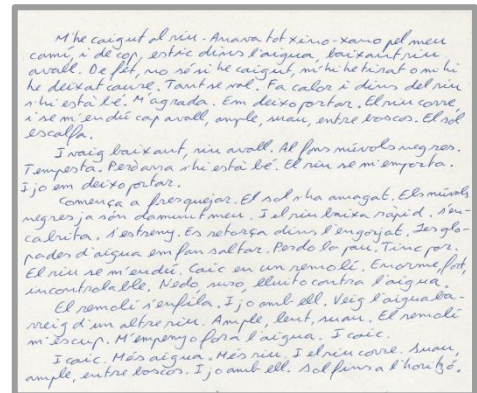 M'he caigut al riu. Anava tot xino-xano pel meu
camí, i de cop, estic dins l'aigua, baixant riu
avall. De fet, no sé si he caigut, m'hi he tirat o m'hi
he deixat caure. Tant se val. Fa calor i dins del riu
s'hi està bé. M'agrada. Em deixo portar. El riu corre,
i se m'endú cap avall, ample, suau, entre boscos. El sol
escalfa.
I vaig baixant, riu avall. Al fons núvols negres.
Tempesta. Perdona s'hi està bé. El riu se m'emporta.
I jo em deixo portar.
Comença a fresquejar. El sol s'ha amagat. Els núvols
negres ja són damunt meu. I el riu baixa ràpid. S'en-
cabrita. S'estreny. Es retorça dins l'engorjat. Les glo-
pades d'aigua em fan saltar. Perdo la pau. Tinc por.
El riu se m'endú. Caic en un remolí. Enorme, fort,
incontrolable. Nedo, suro, lluito contra l'aigua.
El remolí s'enfila. I jo amb ell. Veig l'aigua ba-
rreig d'un altre riu. Ample, lent, suau. El remolí
m'escup. M'empeny a fora l'aigua. I caic.
I caic. Més aigua. Més riu. I el riu corre. Suau,
ample, entre boscos. I jo amb ell. Sol fins a l'horitzó.